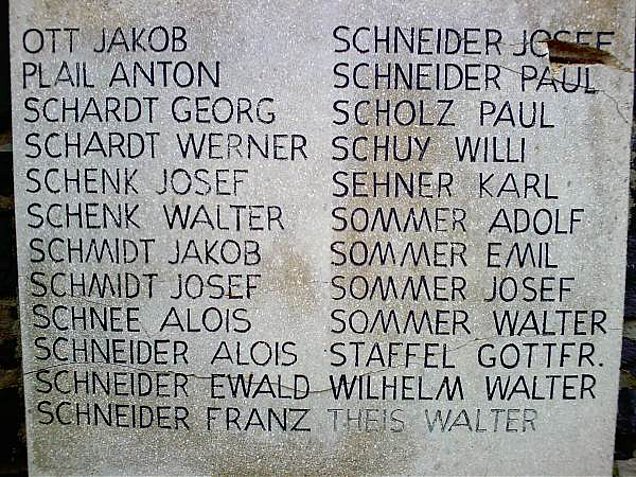 OTT JAKOB
PLAIL ANTON
SCHARDT GEORG
SCHARDT WERNER
SCHENK JOSEF
SCHENK WALTER
SCHMIDT JAKOB
SCHMIDT JOSEF
SCHNEE ALOIS
SCHNEIDER ALOIS
SCHNEIDER EWALD
SCHNEIDER FRANZ
SCHNEIDER JOSEF
SCHNEIDER PAUL
SCHOLZ PAUL
SCHUY WILLI
SEHNER KARL
SOMMER ADOLF
SOMMER EMIL
SOMMER JOSEF
SOMMER WALTER
STAFFEL GOTTFR.
WILHELM WALTER
THEIS WALTER